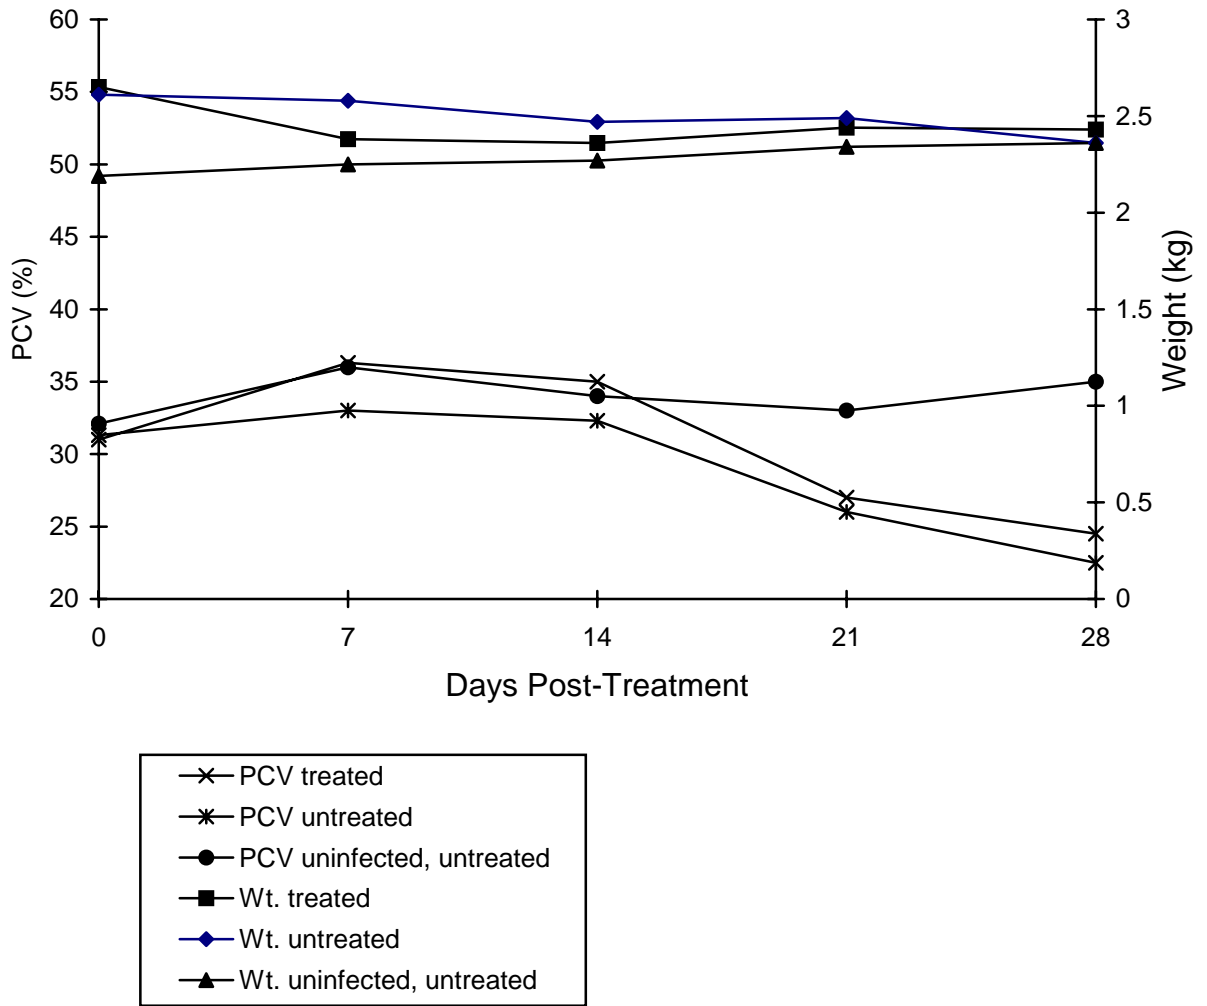 60
55
50
45
40
35
30
25
20
PCV (%)
3
2.5
2
1.5
1
0.5
0
Weight (kg)
0 7 14 21 28
Days Post-Treatment
PCV treated
PCV untreated
PCV uninfected, untreated
Wt. treated
Wt. untreated
Wt. uninfected, untreated